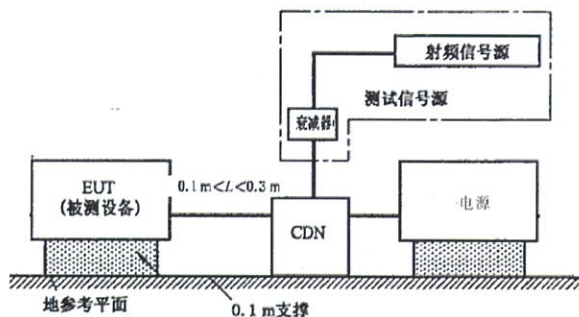 射频信号源
测试信号源
衰减器
EUT
(被测设备)
0.1 m<L<0.3 m
CDN
电源
地参考平面
0.1 m支撑